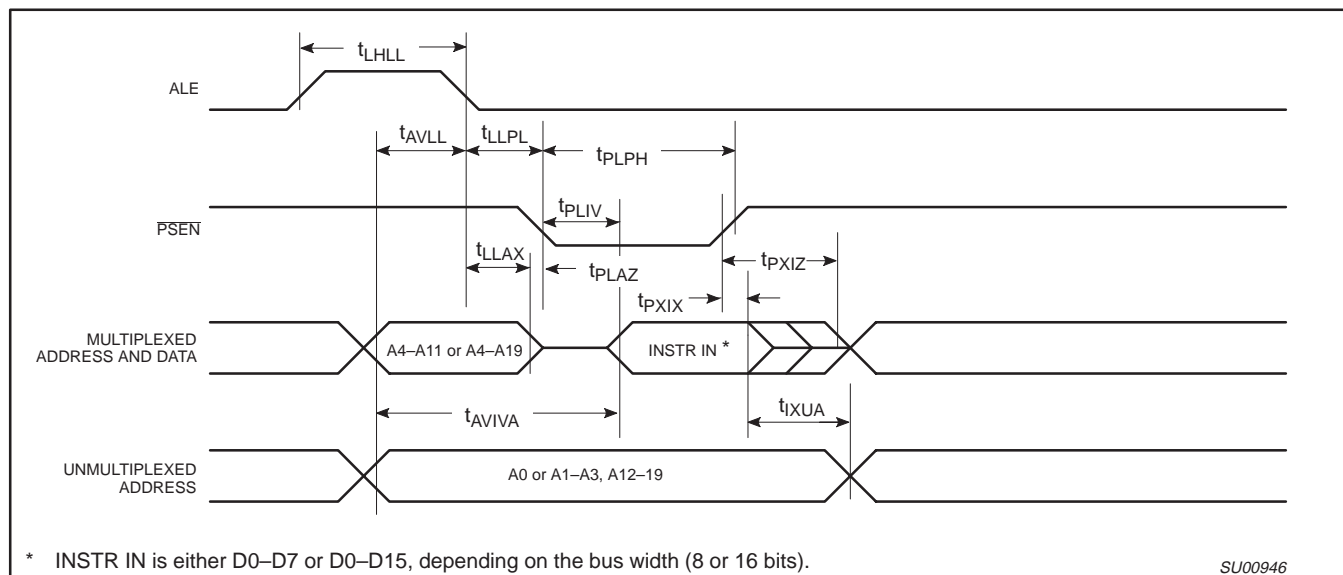 tLHLL
ALE
tAVLL
tLLPL
tPLPH
PSEN
tPLIV
tLLAX
tPLAZ
tPXIZ
tPXIX
MULTIPLEXED
ADDRESS AND DATA
A4–A11 or A4–A19
INSTR IN *
tAVIVA
tIXUA
UNMULTIPLEXED
ADDRESS
A0 or A1–A3, A12–19
* INSTR IN is either D0–D7 or D0–D15, depending on the bus width (8 or 16 bits).
SU00946